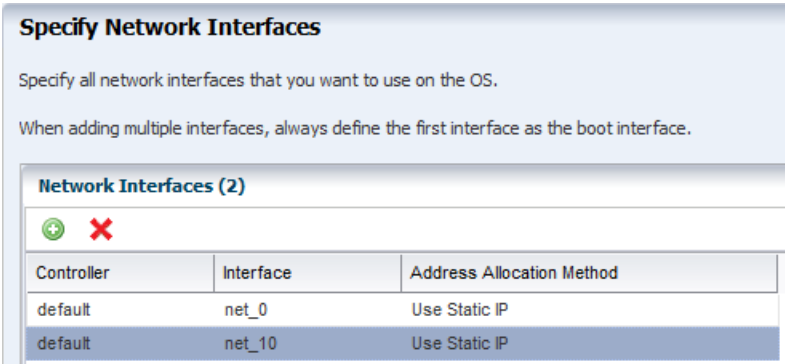 Specify Network Interfaces
Specify all network interfaces that you want to use on the OS.
When adding multiple interfaces, always define the first interface as the boot interface.
Network Interfaces (2)
Controller Interface Address Allocation Method
default net_0 Use Static IP
default net_10 Use Static IP